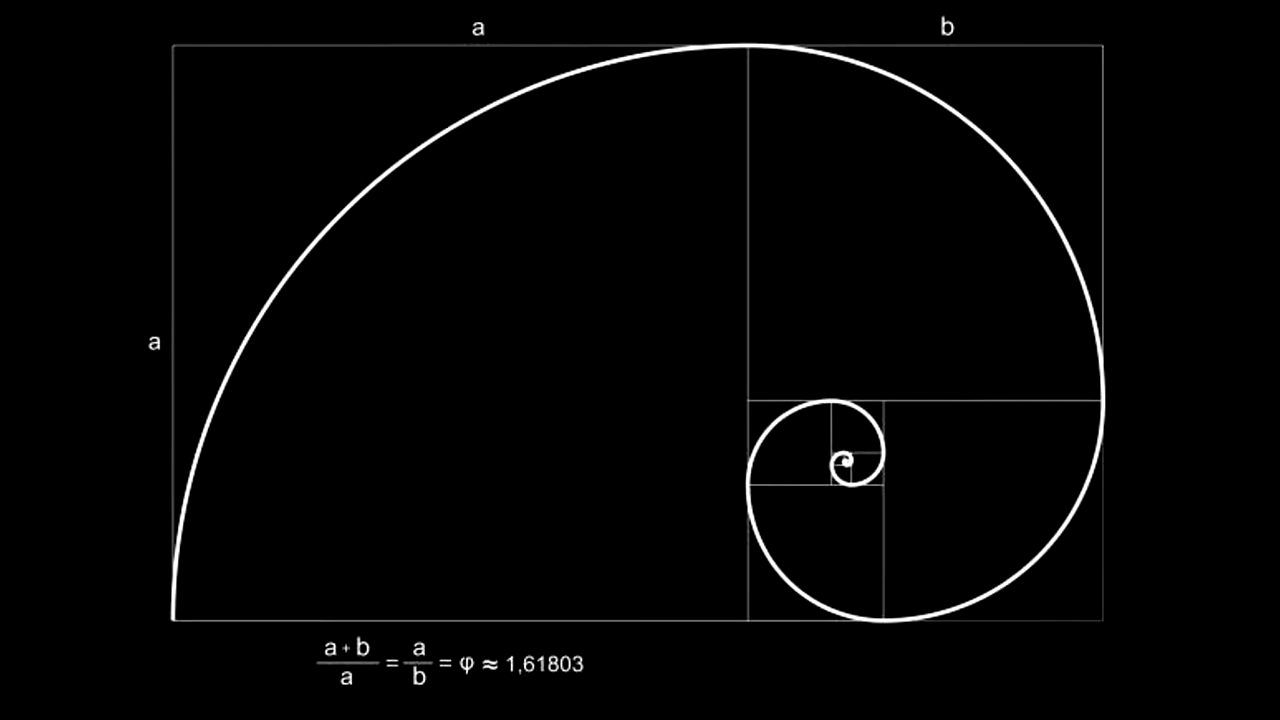 a b
a
a + b / a = a / b = φ ≈ 1,61803